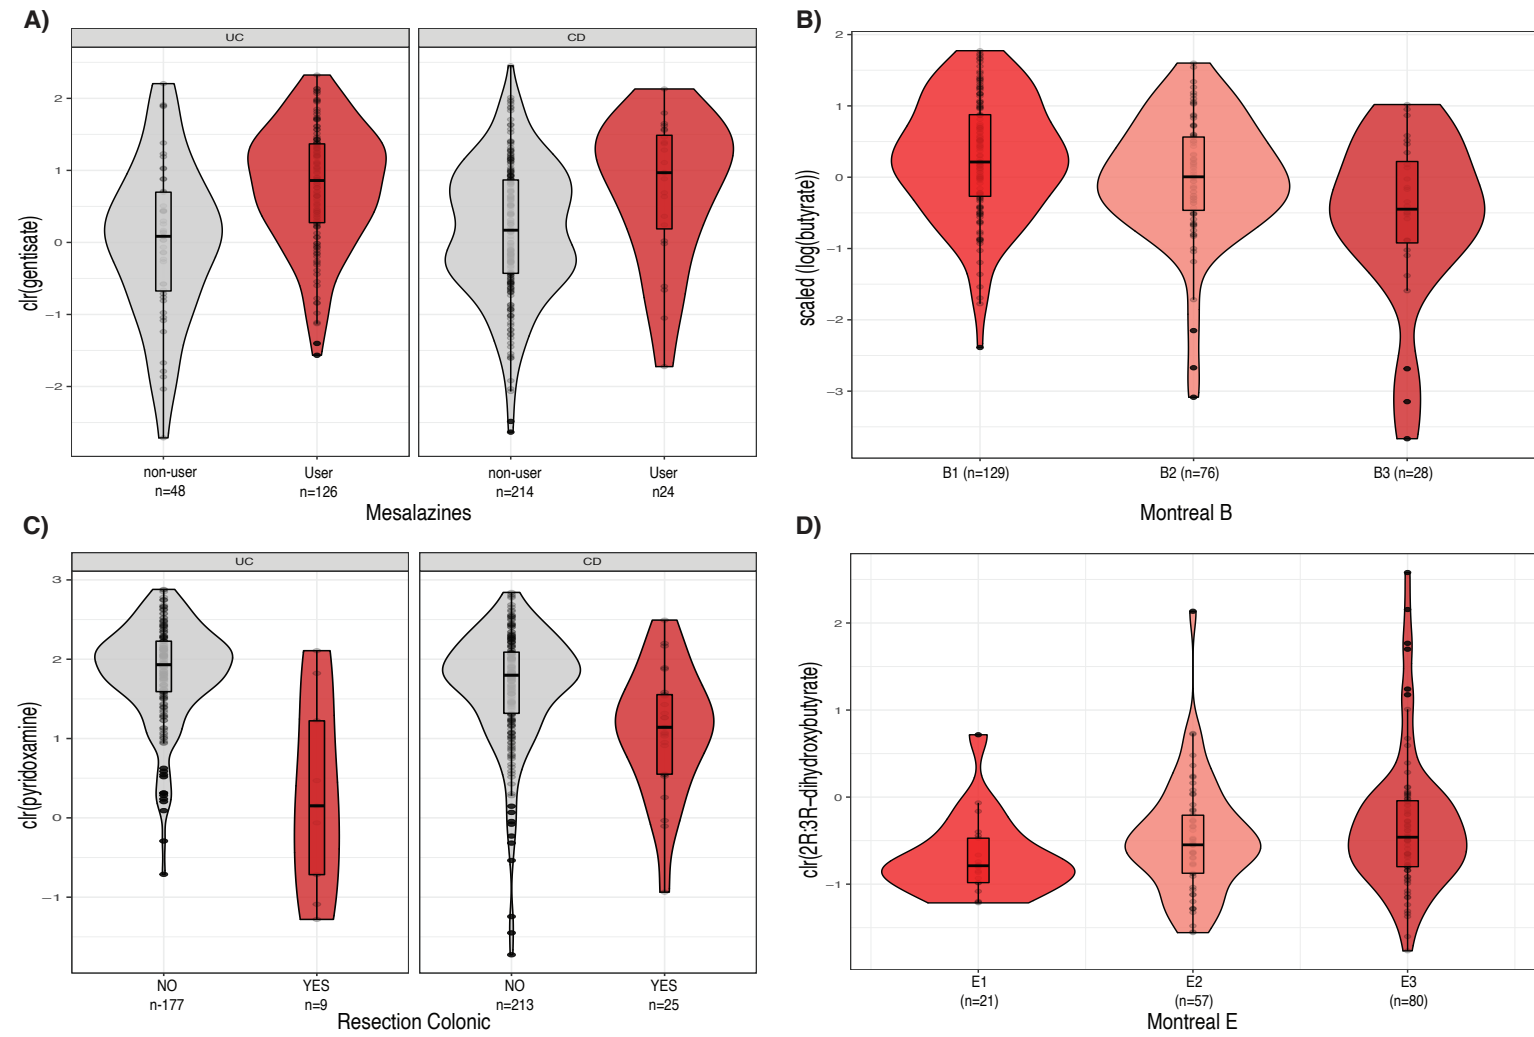 A)
UC
CD
clr(gentisate)
2
1
0
−1
−2
non-user
n=48
User
n=126
non-user
n=214
User
n24
Mesalazines
B)
scaled (log(butyrate))
2
1
0
−1
−2
−3
B1 (n=129)
B2 (n=76)
B3 (n=28)
Montreal B
C)
UC
CD
clr(pyridoxamine)
3
2
1
0
−1
NO
n-177
YES
n=9
NO
n=213
YES
n=25
Resection Colonic
D)
clr(2R:3R−dihydroxybutyrate)
2
1
0
−1
E1
(n=21)
E2
(n=57)
E3
(n=80)
Montreal E